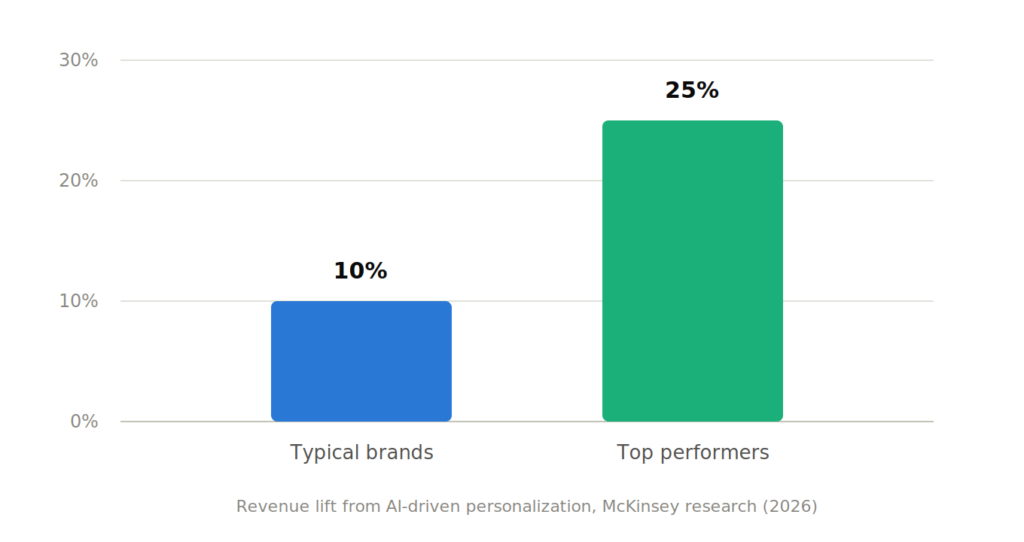 30%
25%
20%
10%
10%
0%
Typical brands
Top performers
Revenue lift from AI-driven personalization, McKinsey research (2026)